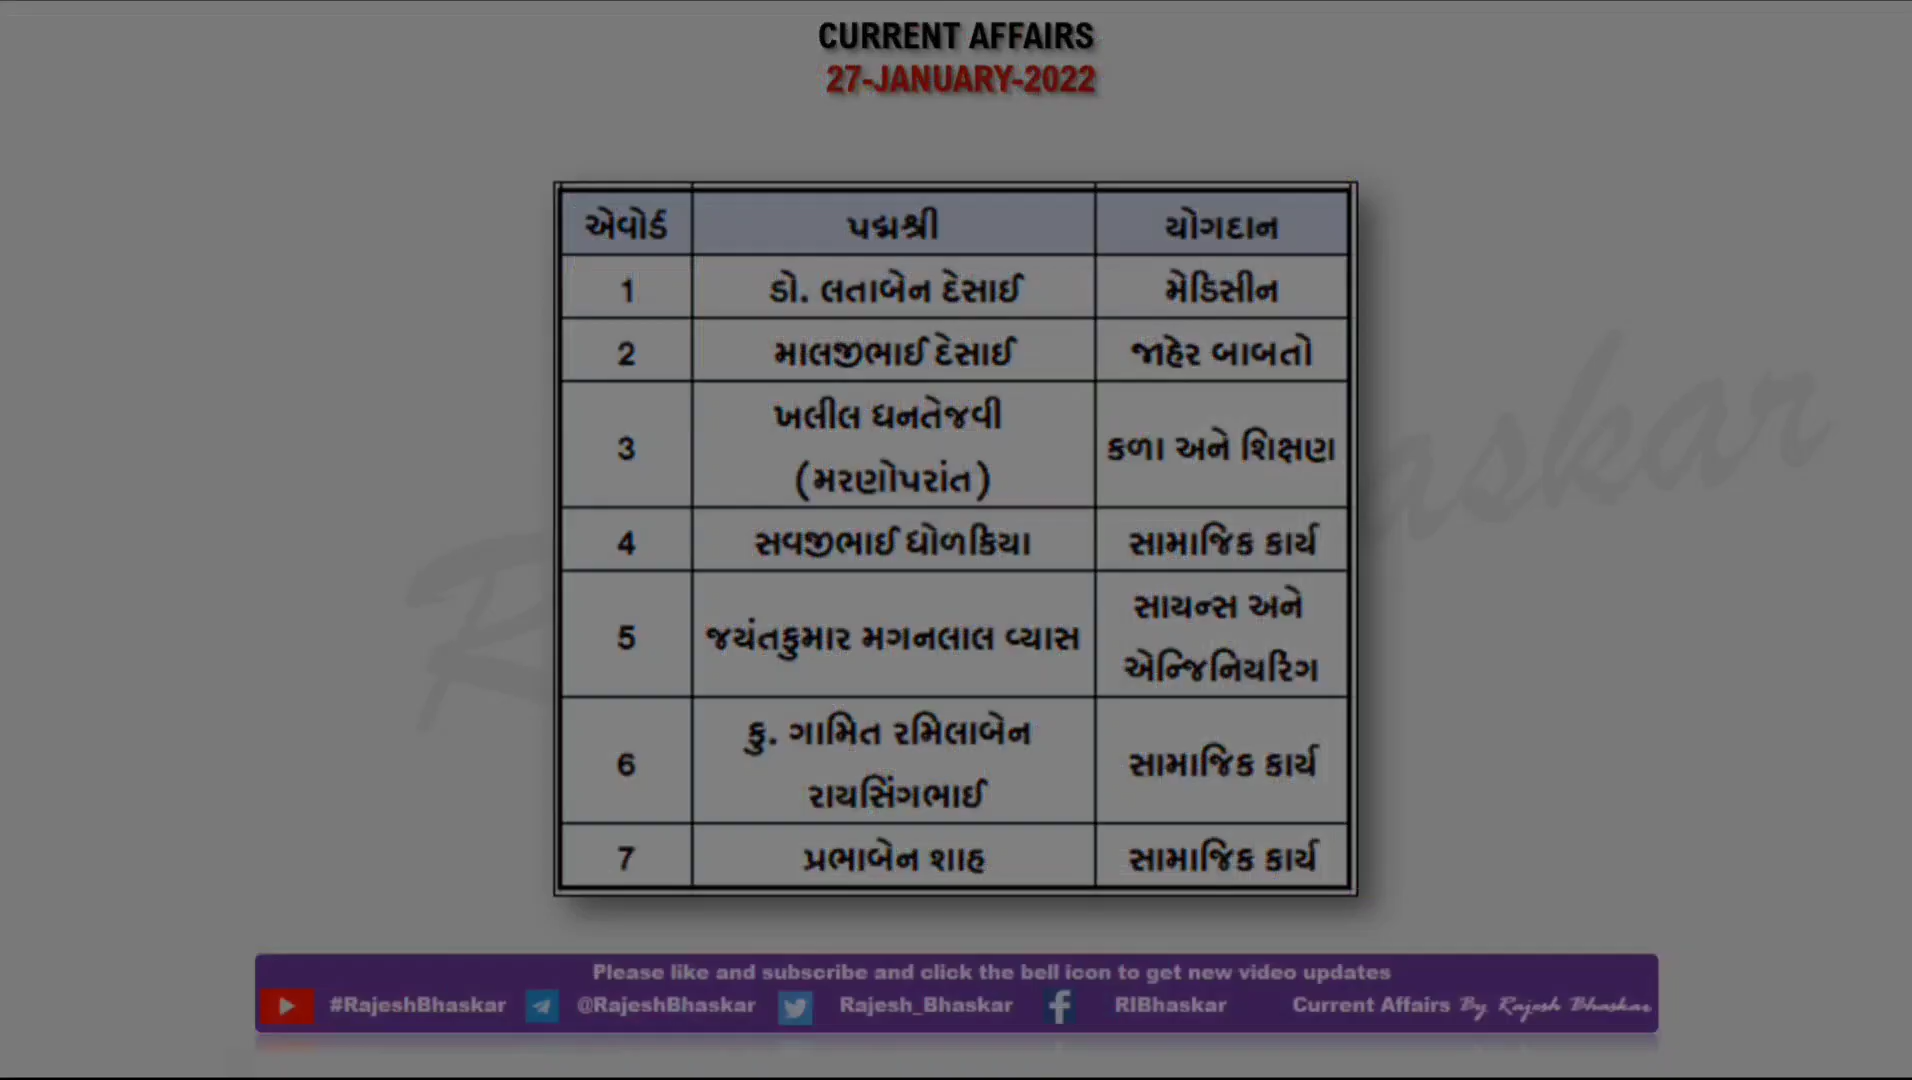 CURRENT AFFAIRS
27-JANUARY-2022
એવોર્ડ પદ્મશ્રી યોગદાન
1 ડો. લતાબેન દેસાઈ મેડિસીન
2 માલજીભાઈ દેસાઈ જાહેર બાબતો
3 ખલીલ ધનતેજવી
(મરણોપરાંત) કળા અને શિક્ષણ
4 સવજીભાઈ ધોળકિયા સામાજિક કાર્ય
5 જયંતકુમાર મગનલાલ વ્યાસ સાયન્સ અને
એન્જિનિયરિંગ
6 કુ. ગામિત રમિલાબેન
રાયસિંગભાઈ સામાજિક કાર્ય
7 પ્રભાબેન શાહ સામાજિક કાર્ય
Please like and subscribe and click the bell icon to get new video updates
#RajeshBhaskar @RajeshBhaskar Rajesh_Bhaskar RIBhaskar Current Affairs By Rajesh Bhaskar